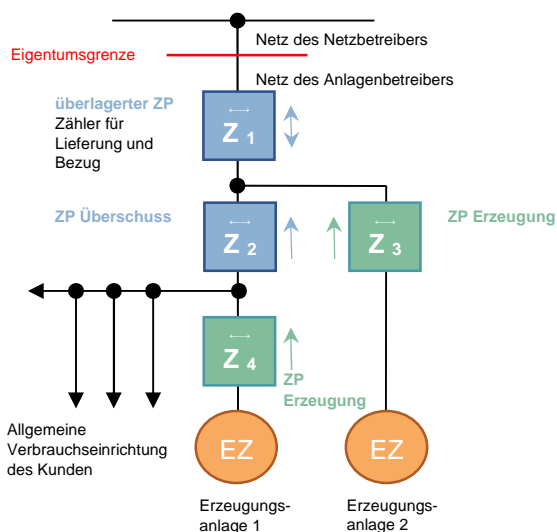 Netz des Netzbetreibers
Eigentumsgrenze
Netz des Anlagenbetreibers
überlagerter ZP
Zähler für
Lieferung und
Bezug
Z 1
ZP Überschuss
Z 2
Z 3
ZP Erzeugung
Z 4
ZP
Erzeugung
Allgemeine
Verbrauchseinrichtung
des Kunden
EZ
EZ
Erzeugungs-
anlage 1
Erzeugungs-
anlage 2